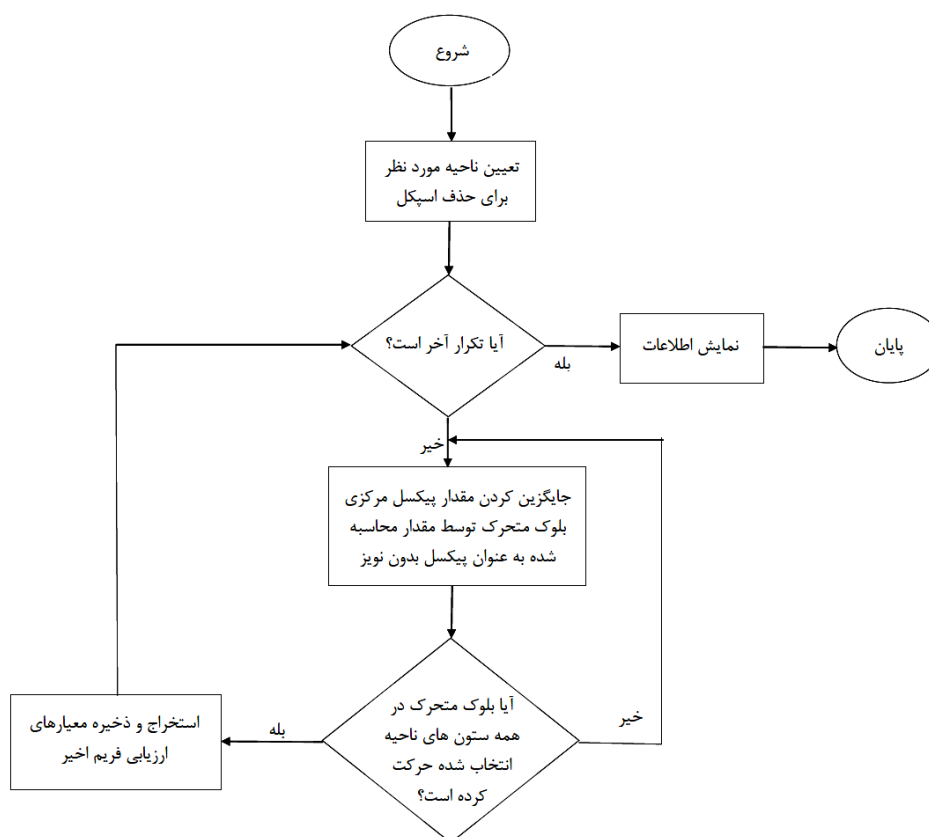 شروع
تعیین ناحیه مورد نظر
برای حذف اسپکل
آیا تکرار آخر است؟
بله
نمایش اطلاعات
پایان
خیر
جایگزین کردن مقدار پیکسل مرکزی
بلوک متحرک توسط مقدار محاسبه
شده به عنوان پیکسل بدون نویز
آیا بلوک متحرک در
همه ستون های ناحیه
انتخاب شده حرکت
کرده است؟
خیر
بله
استخراج و ذخیره معیارهای
ارزیابی فریم اخیر